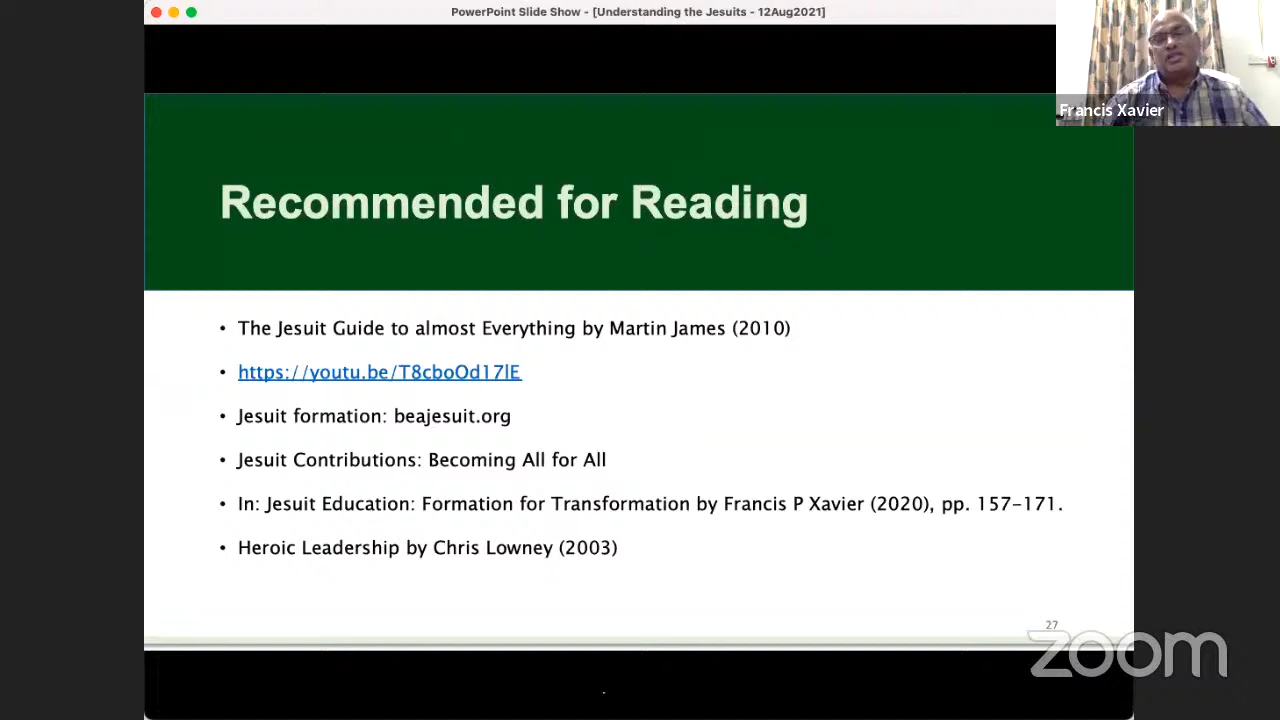 PowerPoint Slide Show - [Understanding the Jesuits - 12Aug2021]
Francis Xavier
Recommended for Reading
• The Jesuit Guide to almost Everything by Martin James (2010)
• https://youtu.be/T8cboOd17lE
• Jesuit formation: beajesuit.org
• Jesuit Contributions: Becoming All for All
• In: Jesuit Education: Formation for Transformation by Francis P Xavier (2020), pp. 157-171.
• Heroic Leadership by Chris Lowney (2003)
27
zoom